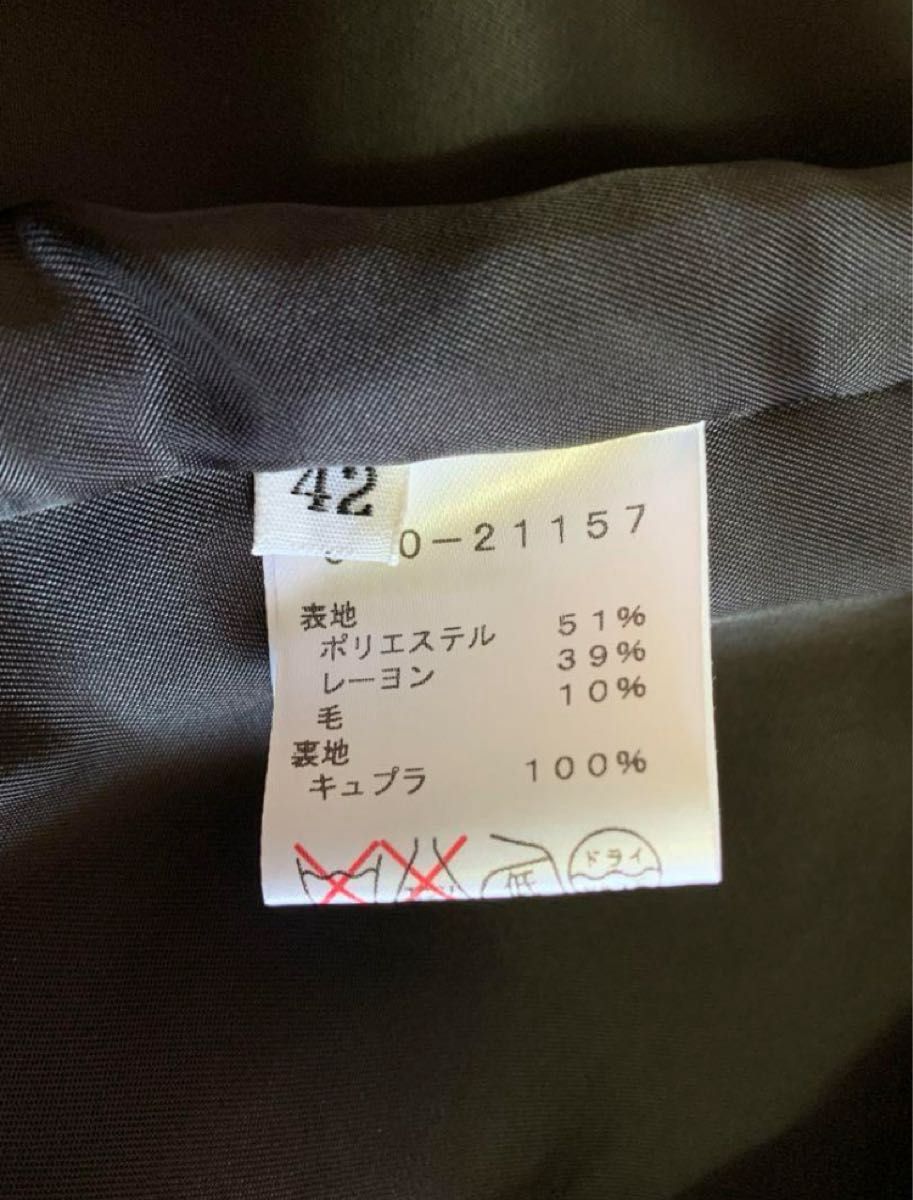 42
0-21157
表地
ポリエステル 51%
レーヨン 39%
毛 10%
裏地
キュプラ 100%
低 ドライ